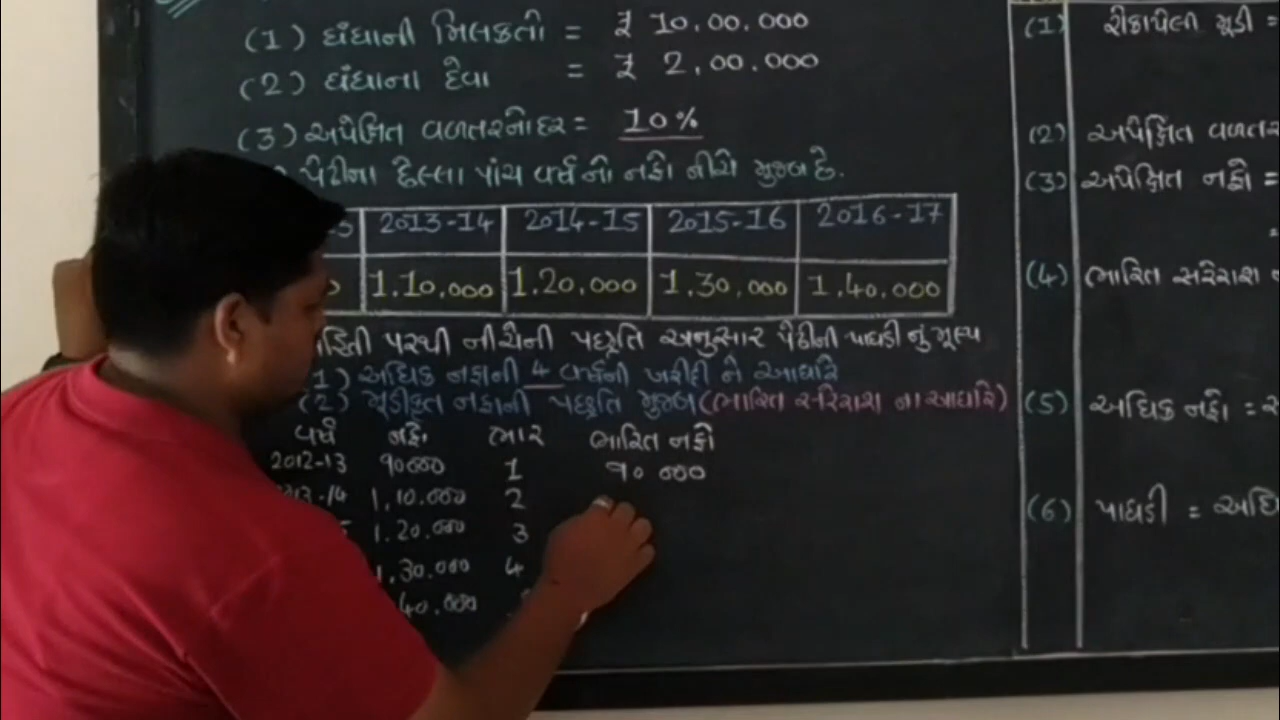 (1) ધંધાની મિલકતો = ₹ 10,00,000
(2) ધંધાના દેવા = ₹ 2,00,000
(3) અપેક્ષિત વળતરનો દર = 10%
પેઢીના છેલ્લા પાંચ વર્ષનો નફો નીચે મુજબ છે.
2013-14 2014-15 2015-16 2016-17
1,10,000 1,20,000 1,30,000 1,40,000
પરથી નીચેની પદ્ધતિ અનુસાર પેઢીની પાઘડી નું મૂલ્ય
1) અધિક નફાની 4 વર્ષની ખરીદી ને આધારે
(2) મૂડીકૃત નફાની પદ્ધતિ મુજબ (ભારિત સરેરાશ ના આધારે)
વર્ષ નફો ભાર ભારિત નફો
2012-13 90000 1 90 000
1,10,000 2
1,20,000 3
1,30,000 4
40,000
(1) રોકાયેલી મૂડી =
(2) અપેક્ષિત વળતર
(3) અપેક્ષિત નફો =
=
(4) ભારિત સરેરાશ
(5) અધિક નફો =
(6) પાઘડી =